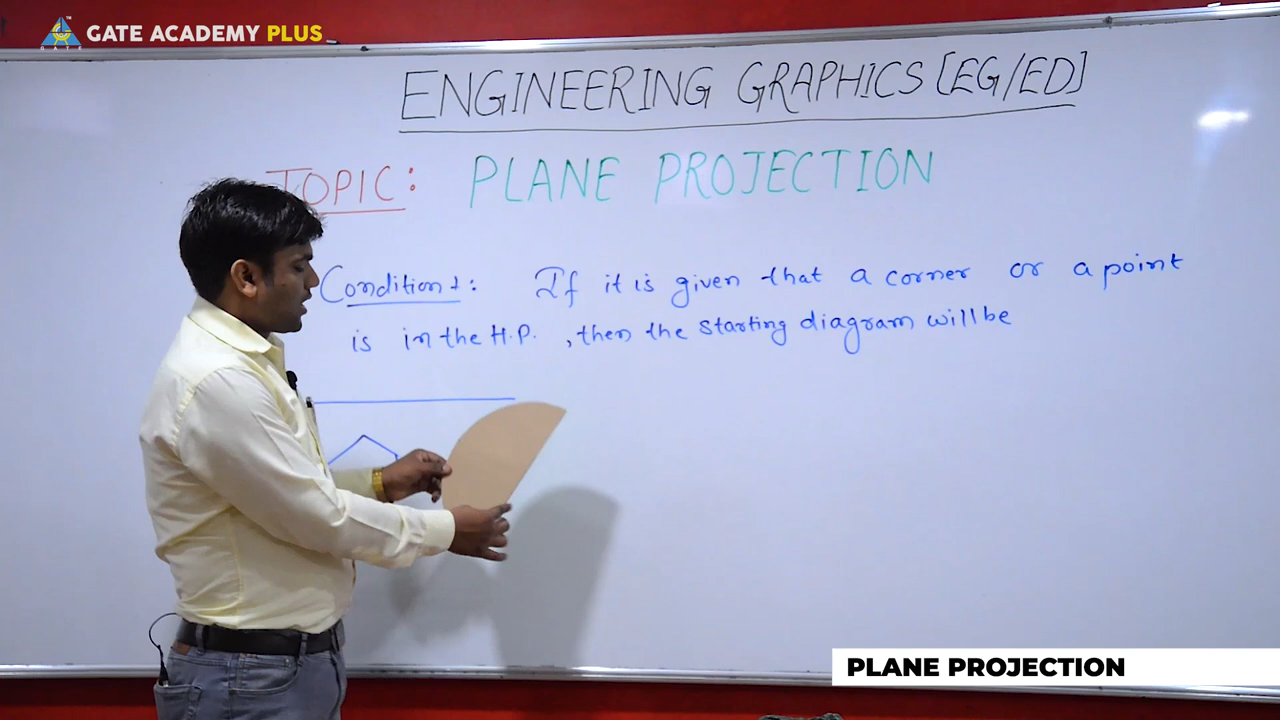 GATE ACADEMY PLUS
GATE
ENGINEERING GRAPHICS [EG/ED]
TOPIC: PLANE PROJECTION
Condition 1: If it is given that a corner or a point
is in the H.P. , then the starting diagram will be
PLANE PROJECTION